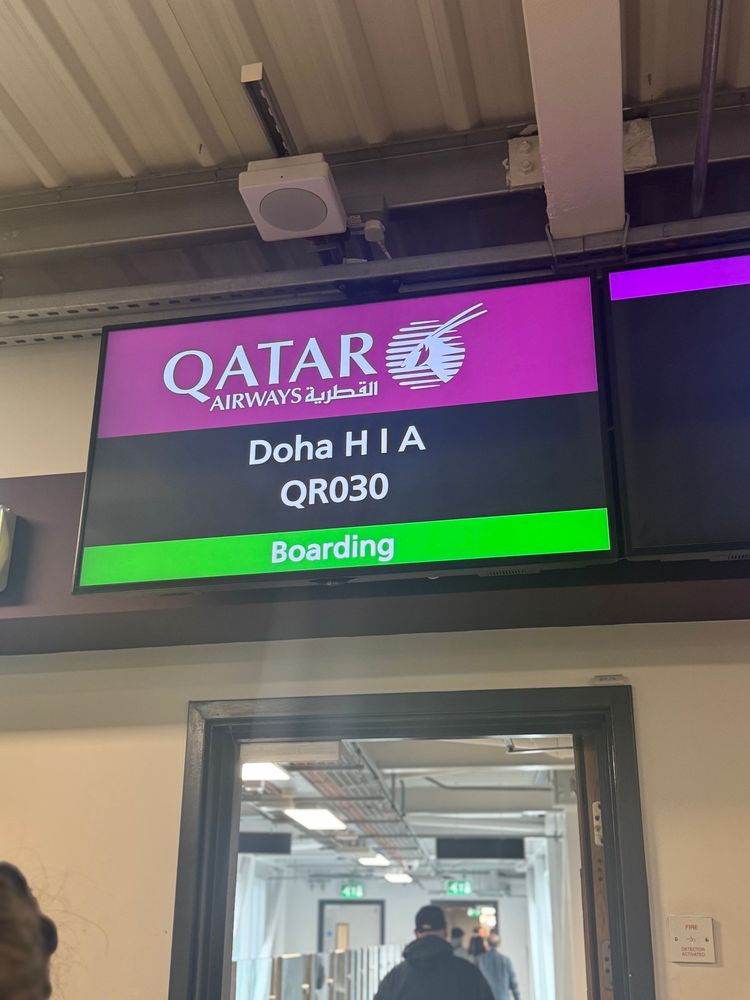 QATAR
AIRWAYS القطرية
Doha H I A
QR030
Boarding
FIRE
DETECTOR
ACTIVATED